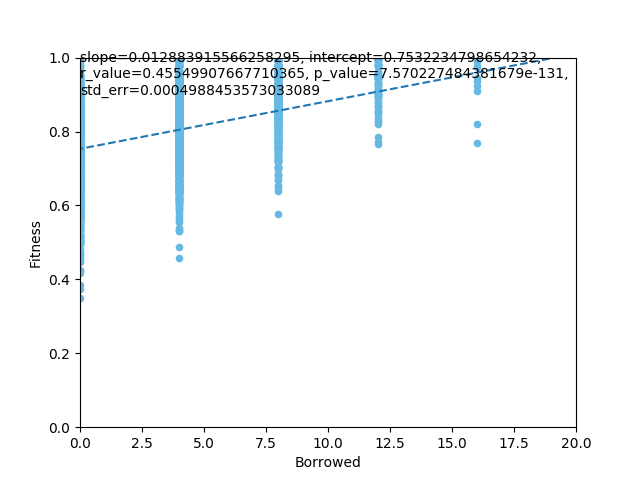 slope=0.012883915566258295, intercept=0.7532234798654232,
r_value=0.45549907667710365, p_value=7.570227484381679e-131,
std_err=0.0004988453573033089
1.0
0.8
0.6
0.4
0.2
0.0
Fitness
0.0 2.5 5.0 7.5 10.0 12.5 15.0 17.5 20.0
Borrowed